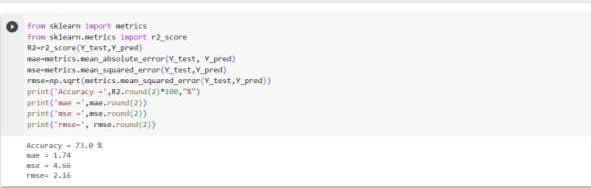 from sklearn import metrics
from sklearn.metrics import r2_score
R2=r2_score(Y_test,Y_pred)
mae=metrics.mean_absolute_error(Y_test, Y_pred)
mse=metrics.mean_squared_error(Y_test,Y_pred)
rmse=np.sqrt(metrics.mean_squared_error(Y_test,Y_pred))
print('Accuracy =',R2.round(2)*100,"%")
print('mae =',mae.round(2))
print('mse =',mse.round(2))
print('rmse=', rmse.round(2))
Accuracy = 73.0 %
mae = 1.74
mse = 4.66
rmse= 2.16